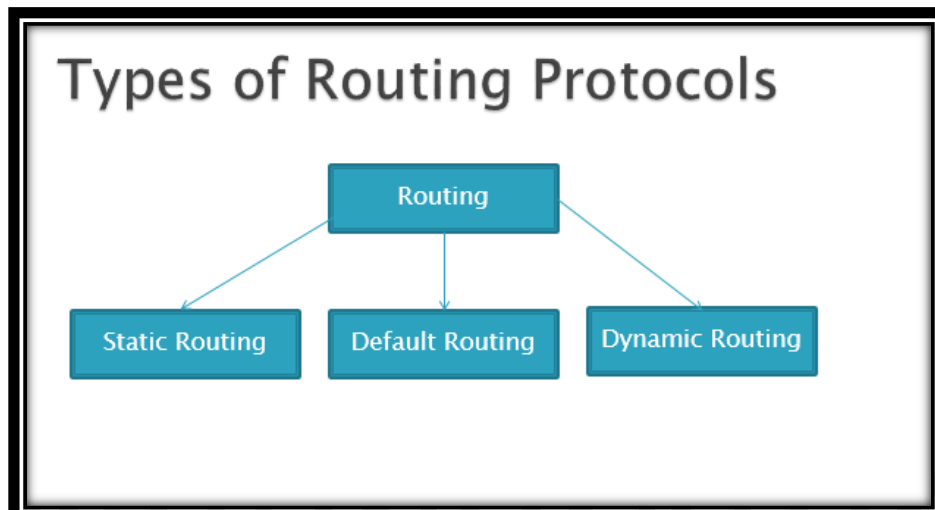 Types of Routing Protocols
Routing
Static Routing
Default Routing
Dynamic Routing